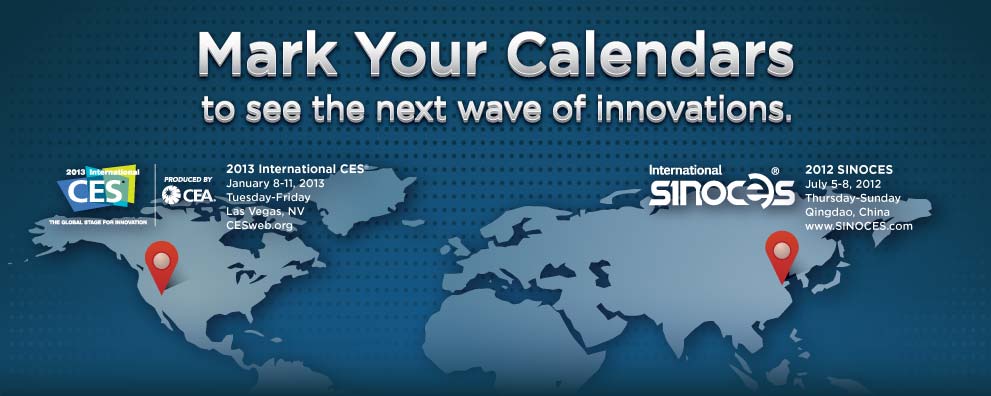 Mark Your Calendars
to see the next wave of innovations.
2013 International
CES
THE GLOBAL STAGE FOR INNOVATION
PRODUCED BY
CEA
2013 International CES
January 8-11, 2013
Tuesday-Friday
Las Vegas, NV
CESweb.org
International
SINOCES®
2012 SINOCES
July 5-8, 2012
Thursday-Sunday
Qingdao, China
www.SINOCES.com